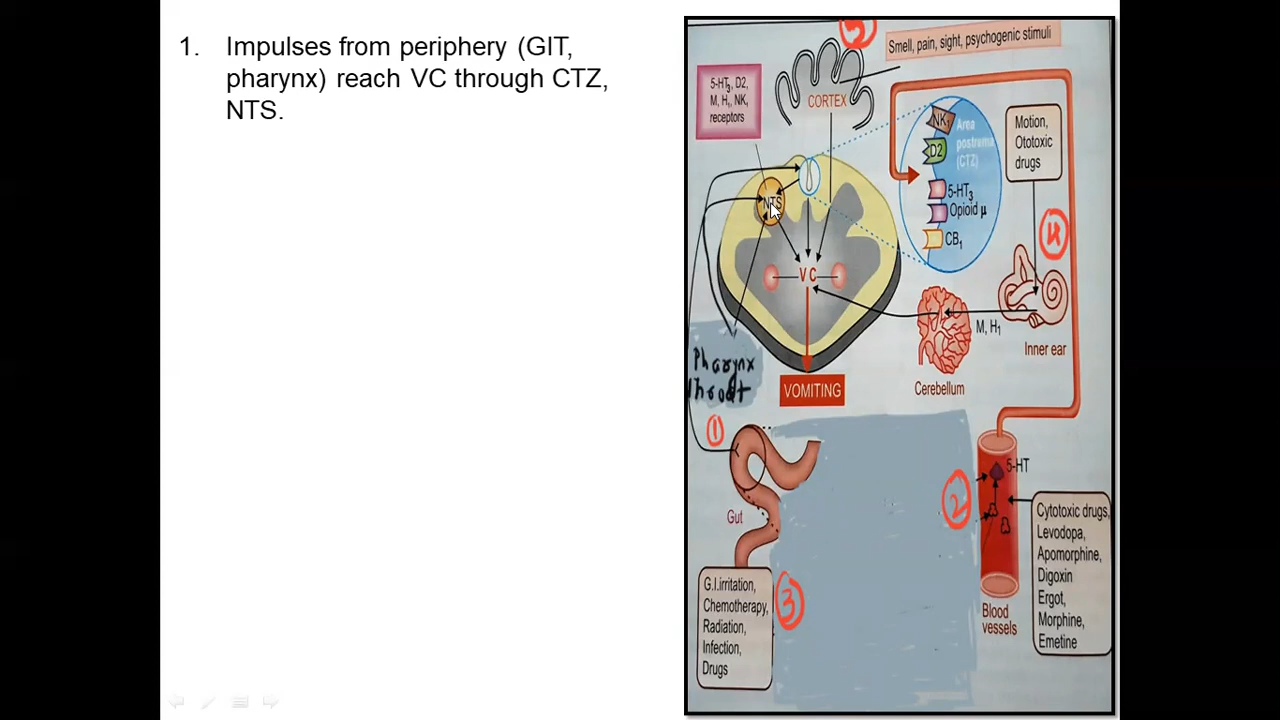 1. Impulses from periphery (GIT,
pharynx) reach VC through CTZ,
NTS.
5
Smell, pain, sight, psychogenic stimuli
5-HT3, D2,
M, H1, NK1
receptors
CORTEX
NK1
Area
postrema
(CTZ)
D2
5-HT3
Opioid μ
CB1
Motion,
Ototoxic
drugs
NTS
V C
4
M, H1
Inner ear
Cerebellum
Pharynx
throat
VOMITING
1
Gut
2
5-HT
Cytotoxic drugs,
Levodopa,
Apomorphine,
Digoxin
Ergot,
Morphine,
Emetine
Blood
vessels
G.I.irritation,
Chemotherapy,
Radiation,
Infection,
Drugs
3